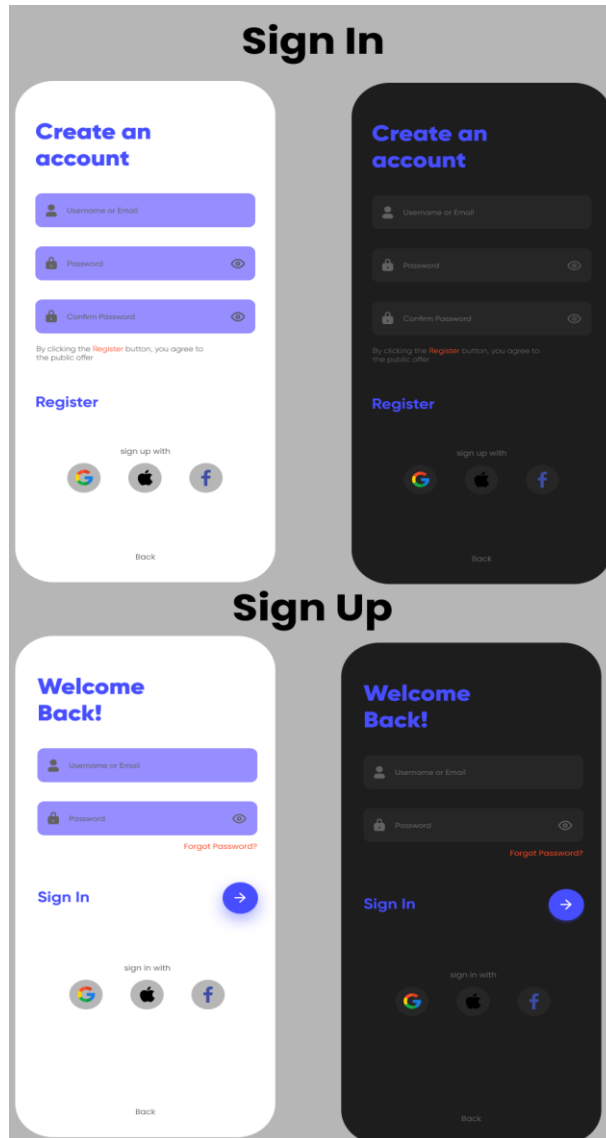 Sign In
Create an
account
Username or Email
Password
Confirm Password
By clicking the Register button, you agree to
the public offer
Register
sign up with
Back
Create an
account
Username or Email
Password
Confirm Password
By clicking the Register button, you agree to
the public offer
Register
sign up with
Back
Sign Up
Welcome
Back!
Username or Email
Password
Forgot Password?
Sign In
sign in with
Back
Welcome
Back!
Username or Email
Password
Forgot Password?
Sign In
sign in with
Back